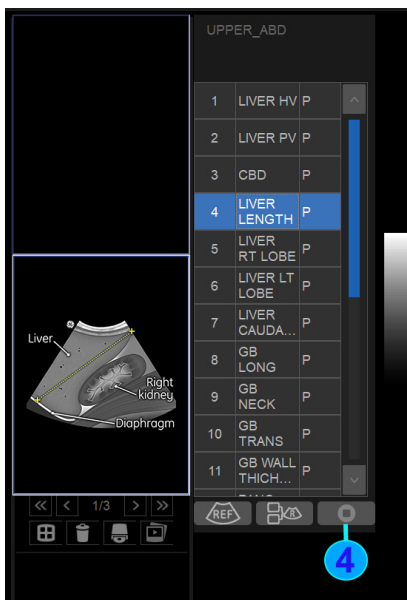 UPPER_ABD
1 LIVER HV P
2 LIVER PV P
3 CBD P
4 LIVER LENGTH P
5 LIVER RT LOBE P
6 LIVER LT LOBE P
7 LIVER CAUDA... P
8 GB LONG P
9 GB NECK P
10 GB TRANS P
11 GB WALL THICH... P
Liver
Right
kidney
Diaphragm
1/3
REF
R
4